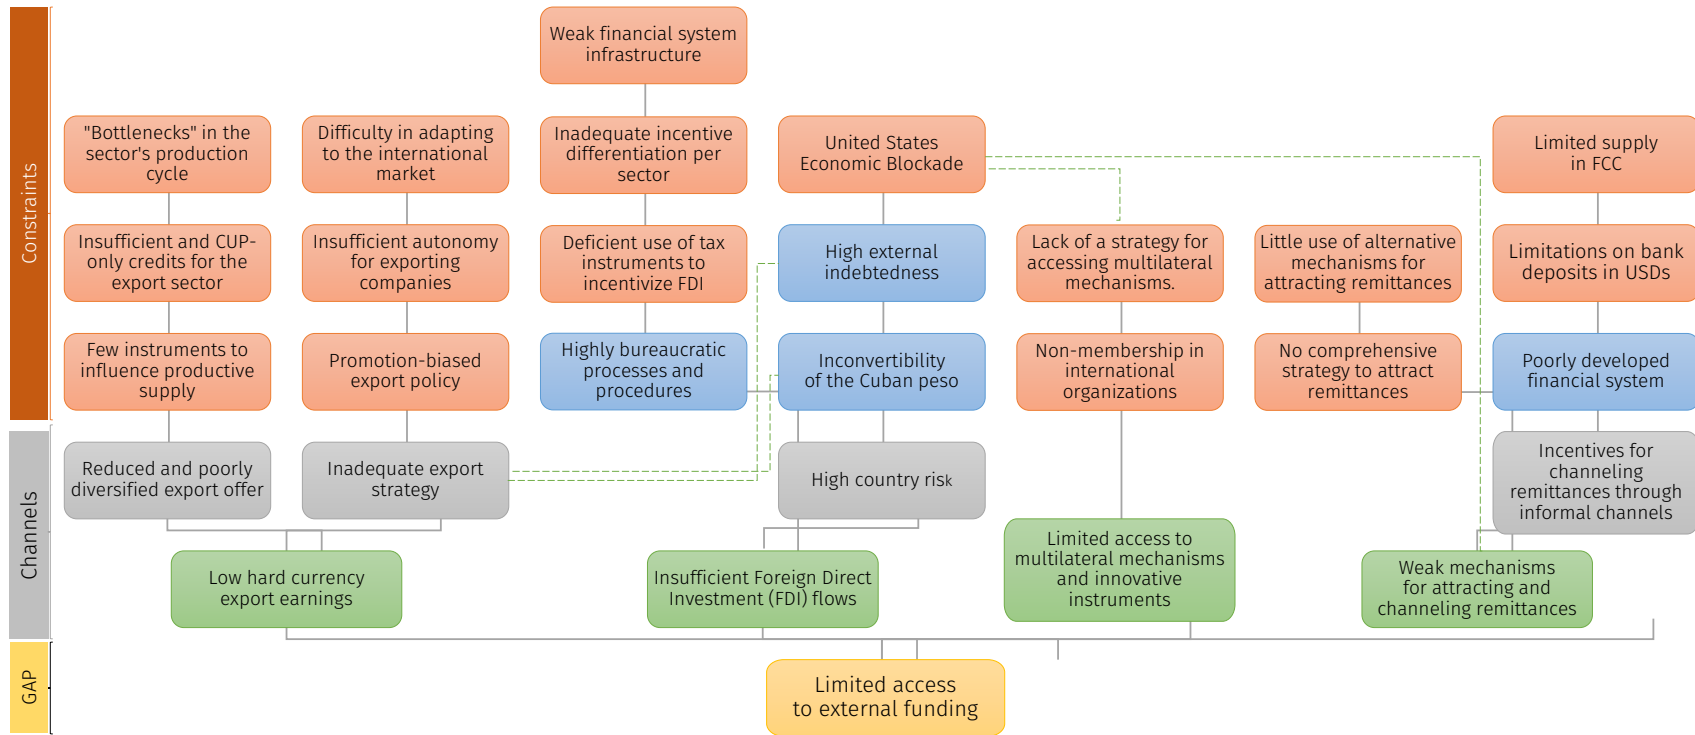 Constraints
Weak financial system
infrastructure
"Bottlenecks" in the
sector's production
cycle
Difficulty in adapting
to the international
market
Inadequate incentive
differentiation per
sector
United States
Economic Blockade
Limited supply
in FCC
Insufficient and CUP-
only credits for the
export sector
Insufficient autonomy
for exporting
companies
Deficient use of tax
instruments to
incentivize FDI
High external
indebtedness
Lack of a strategy for
accessing multilateral
mechanisms.
Little use of alternative
mechanisms for
attracting remittances
Limitations on bank
deposits in USDs
Few instruments to
influence productive
supply
Promotion-biased
export policy
Highly bureaucratic
processes and
procedures
Inconvertibility
of the Cuban peso
Non-membership in
international
organizations
No comprehensive
strategy to attract
remittances
Poorly developed
financial system
Channels
Reduced and poorly
diversified export offer
Inadequate export
strategy
High country risk
Incentives for
channeling
remittances through
informal channels
Low hard currency
export earnings
Insufficient Foreign Direct
Investment (FDI) flows
Limited access to
multilateral mechanisms
and innovative
instruments
Weak mechanisms
for attracting and
channeling remittances
GAP
Limited access
to external funding